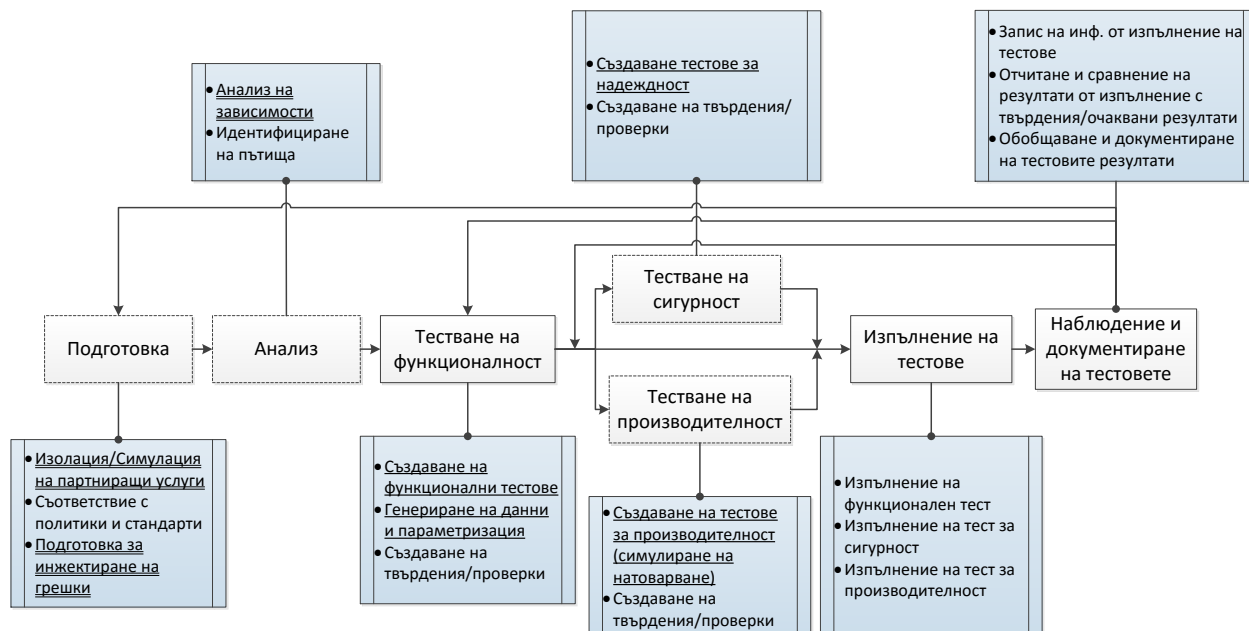 • Анализ на
зависимости
• Идентифициране
на пътища
• Създаване тестове за
надеждност
• Създаване на твърдения/
проверки
• Запис на инф. от изпълнение на
тестове
• Отчитане и сравнение на
резултати от изпълнение с
твърдения/очаквани резултати
• Обобщаване и документиране
на тестовите резултати
Подготовка
Анализ
Тестване на
функционалност
Тестване на
сигурност
Тестване на
производителност
Изпълнение на
тестове
Наблюдение и
документиране
на тестовете
• Изолация/Симулация
на партниращи услуги
• Съответствие с
политики и стандарти
• Подготовка за
инжектиране на
грешки
• Създаване на
функционални тестове
• Генериране на данни
и параметризация
• Създаване на
твърдения/проверки
• Създаване на тестове
за производителност
(симулиране на
натоварване)
• Създаване на
твърдения/проверки
• Изпълнение на
функционален тест
• Изпълнение на тест за
сигурност
• Изпълнение на тест за
производителност